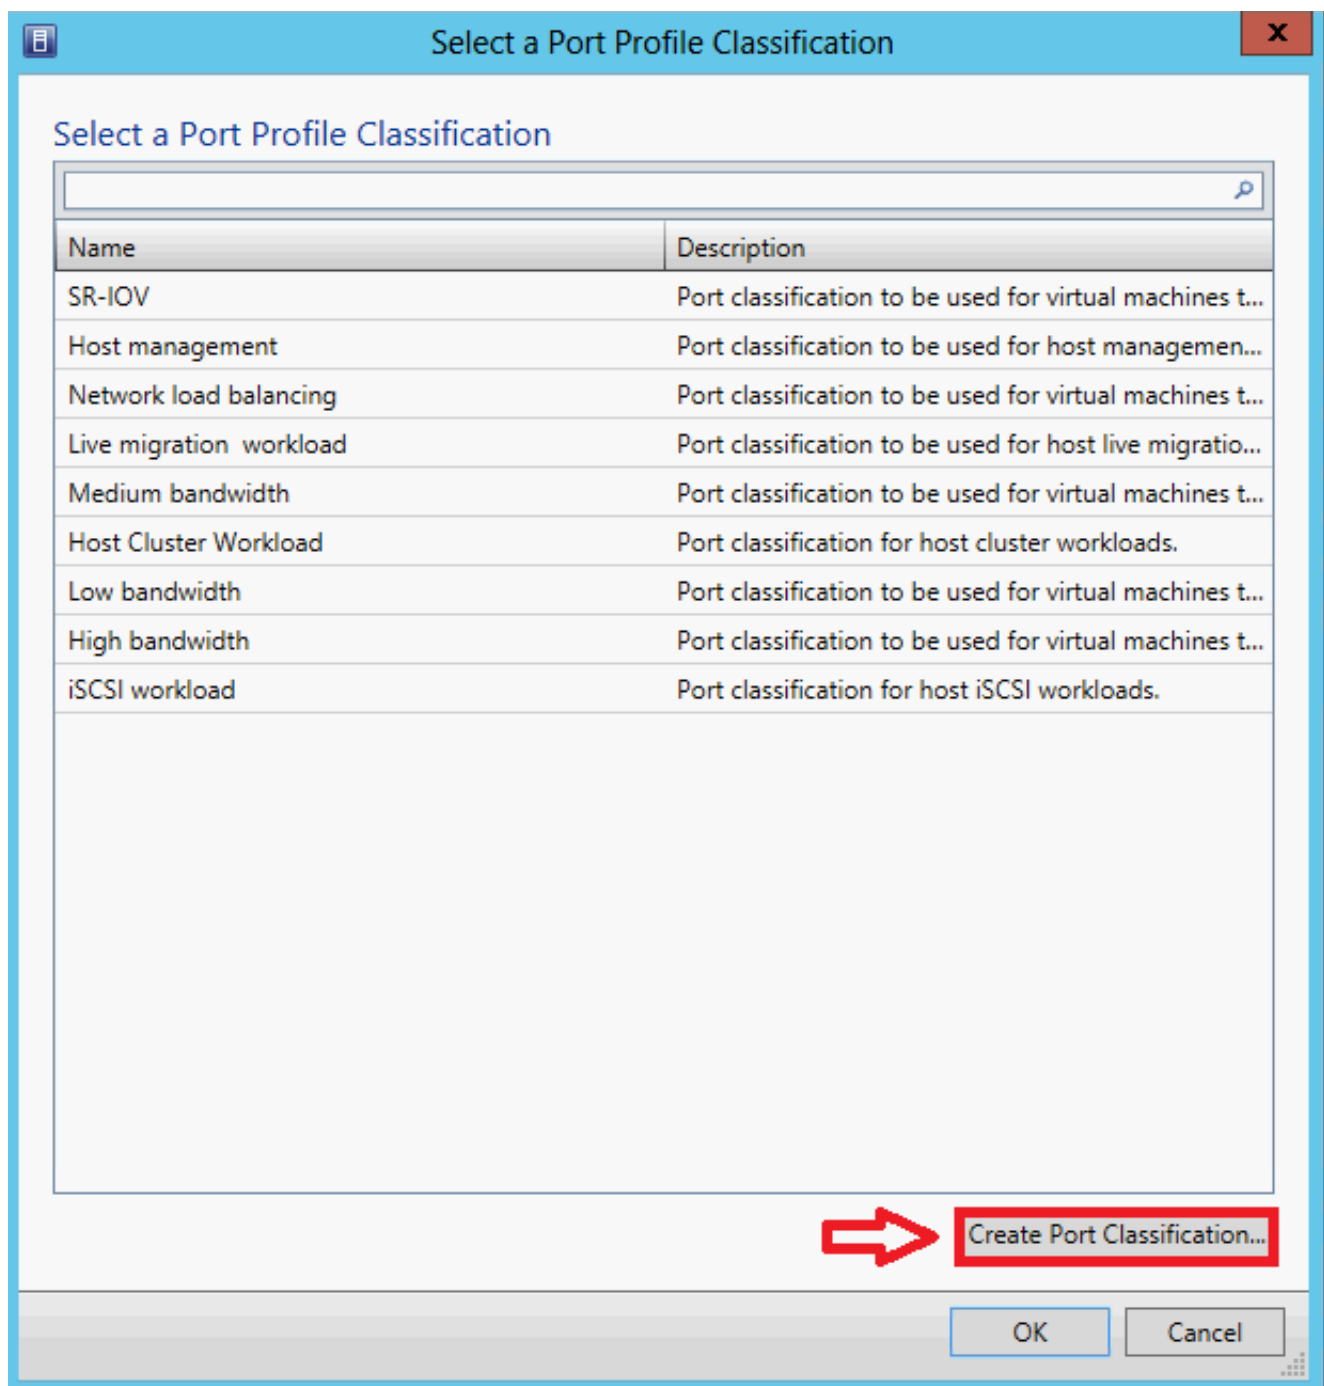 Select a Port Profile Classification
x
Select a Port Profile Classification
Name Description
SR-IOV Port classification to be used for virtual machines t...
Host management Port classification to be used for host managemen...
Network load balancing Port classification to be used for virtual machines t...
Live migration  workload Port classification to be used for host live migratio...
Medium bandwidth Port classification to be used for virtual machines t...
Host Cluster Workload Port classification for host cluster workloads.
Low bandwidth Port classification to be used for virtual machines t...
High bandwidth Port classification to be used for virtual machines t...
iSCSI workload Port classification for host iSCSI workloads.
Create Port Classification...
OK Cancel